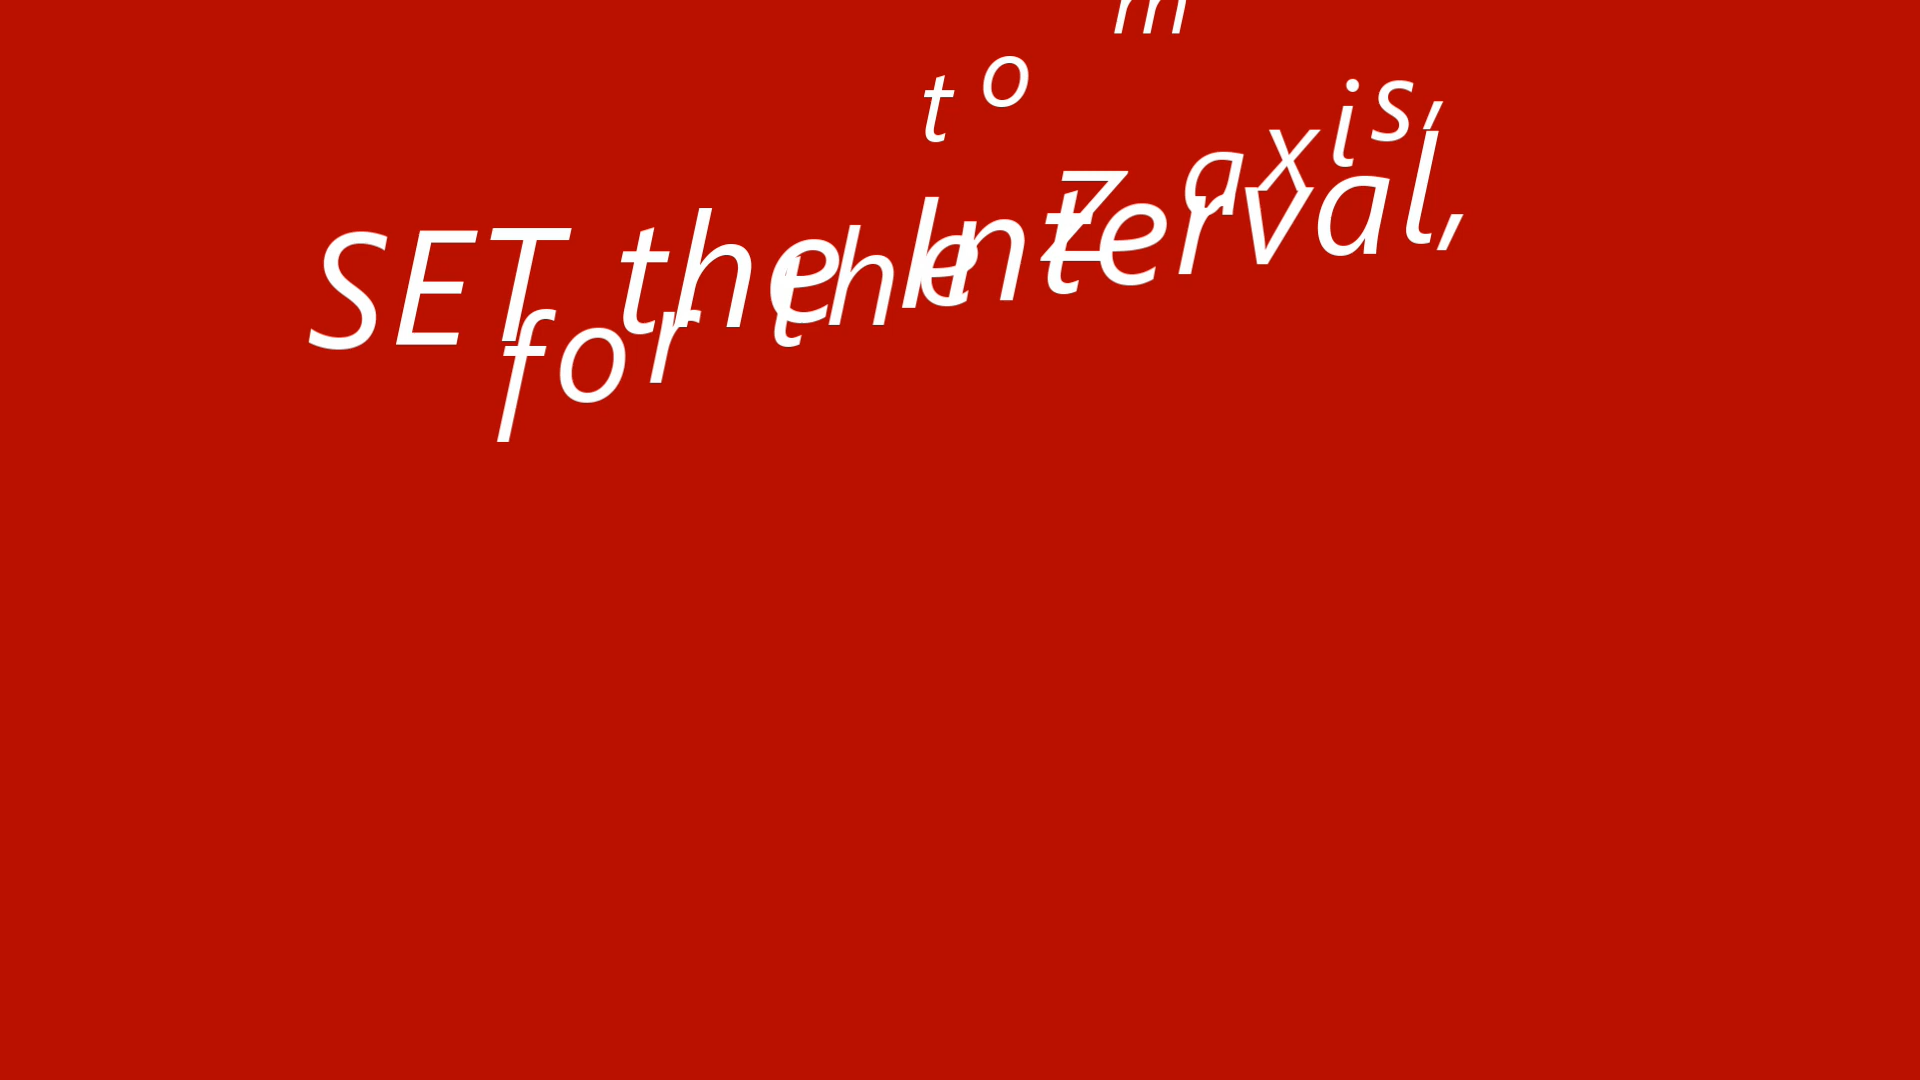 SET the Interval,
for the Z axis,
to